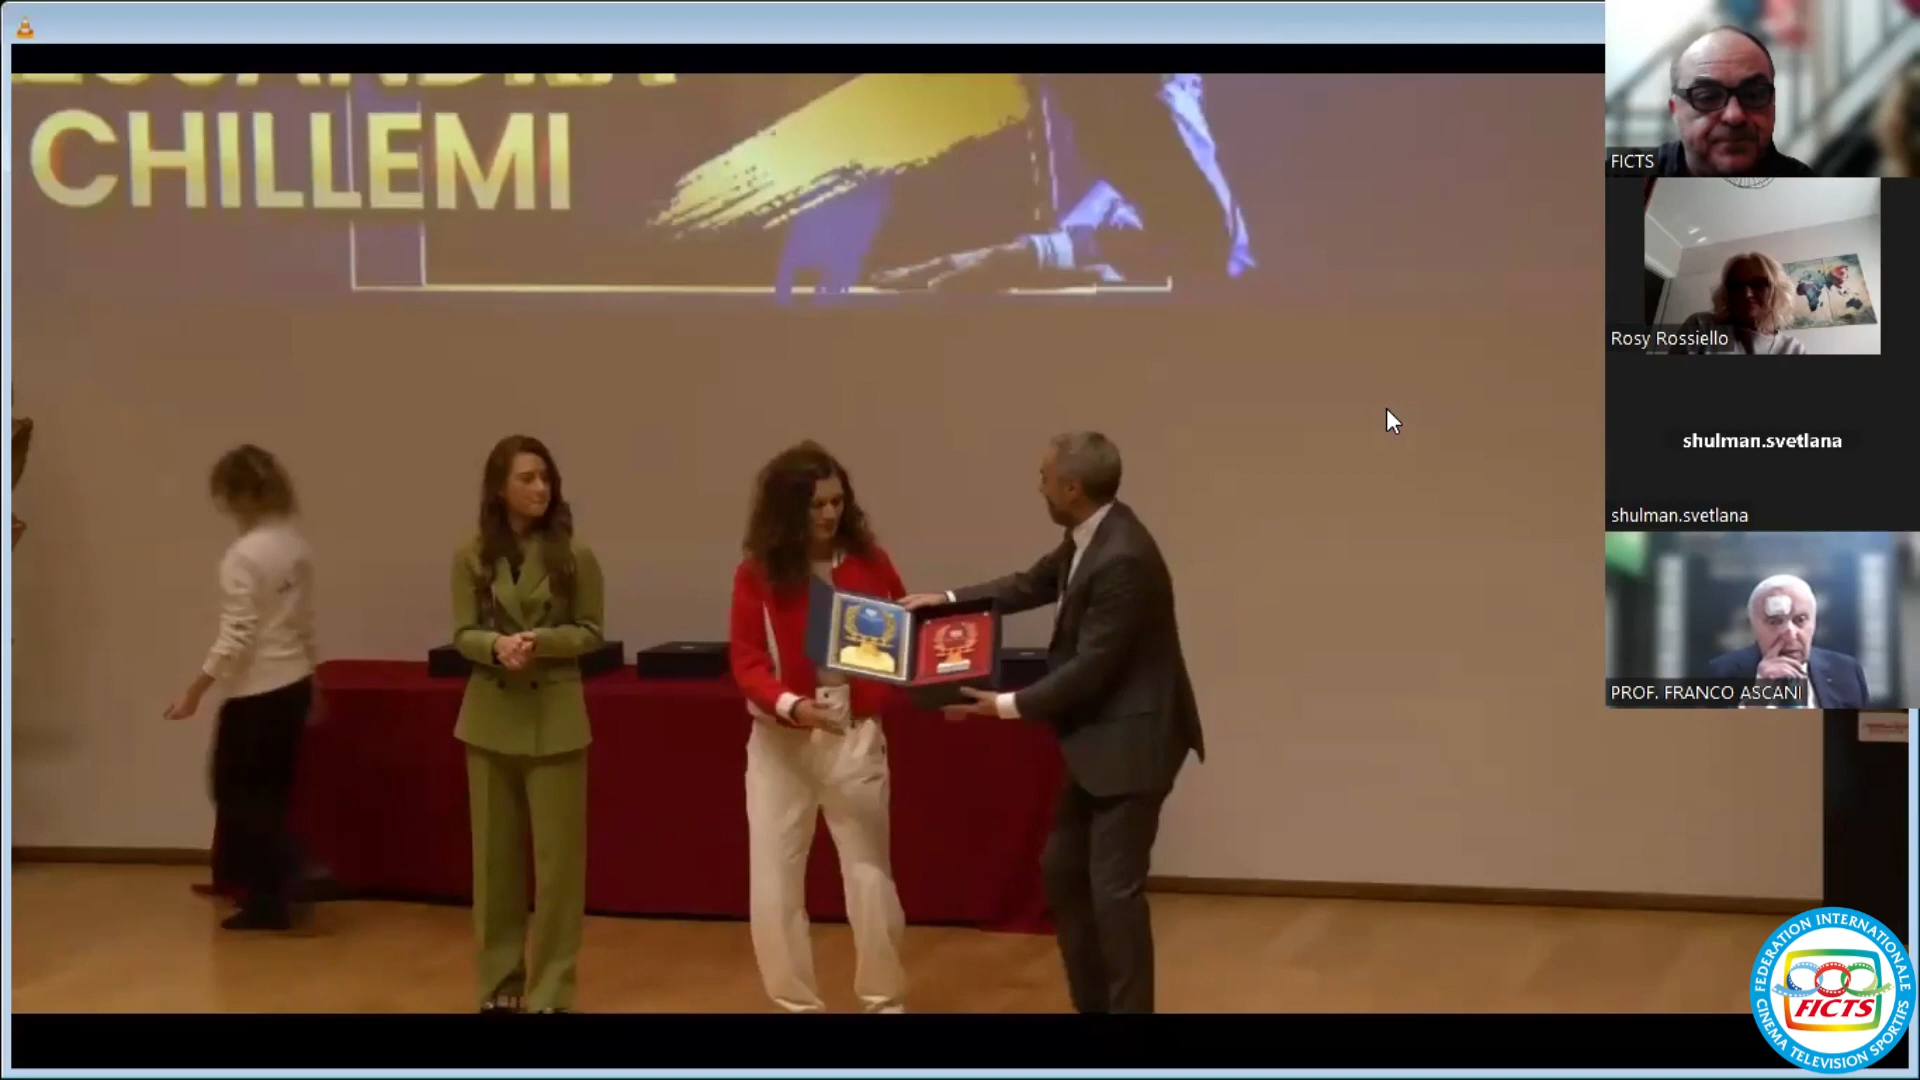 CHILLEMI
FICTS
Rosy Rossiello
shulman.svetlana
shulman.svetlana
PROF. FRANCO ASCANI
FEDERATION INTERNATIONALE
CINEMA TELEVISION SPORTIFS
FICTS